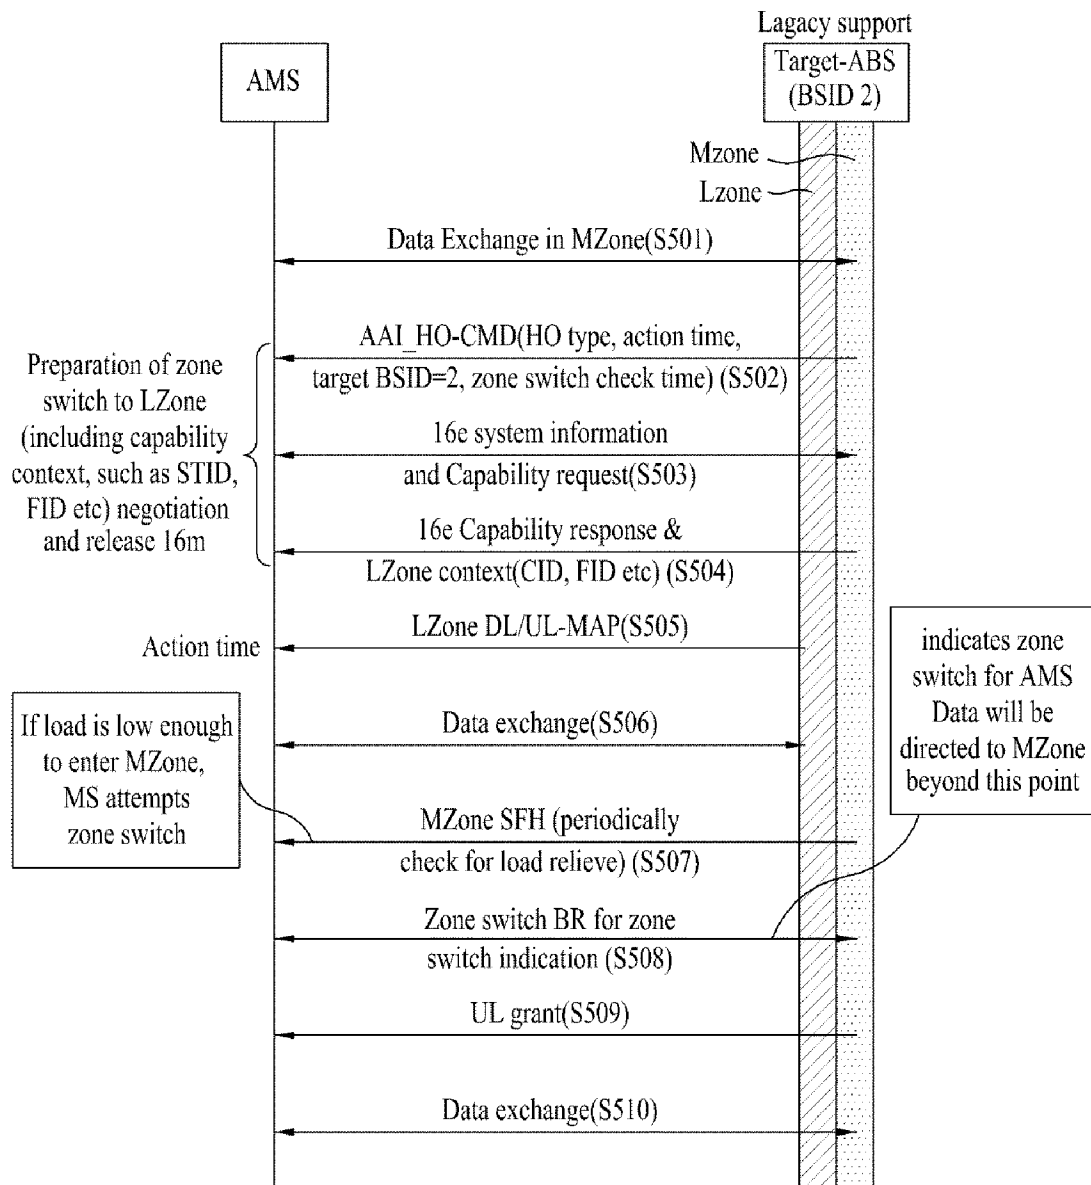 Lagacy support
AMS
Target-ABS
(BSID 2)
Mzone
Lzone
Data Exchange in MZone(S501)
AAI_HO-CMD(HO type, action time,
target BSID=2, zone switch check time) (S502)
Preparation of zone
switch to LZone
(including capability
context, such as STID,
FID etc) negotiation
and release 16m
16e system information
and Capability request(S503)
16e Capability response &
LZone context(CID, FID etc) (S504)
LZone DL/UL-MAP(S505)
Action time
indicates zone
switch for AMS
Data will be
directed to MZone
beyond this point
Data exchange(S506)
If load is low enough
to enter MZone,
MS attempts
zone switch
MZone SFH (periodically
check for load relieve) (S507)
Zone switch BR for zone
switch indication (S508)
UL grant(S509)
Data exchange(S510)